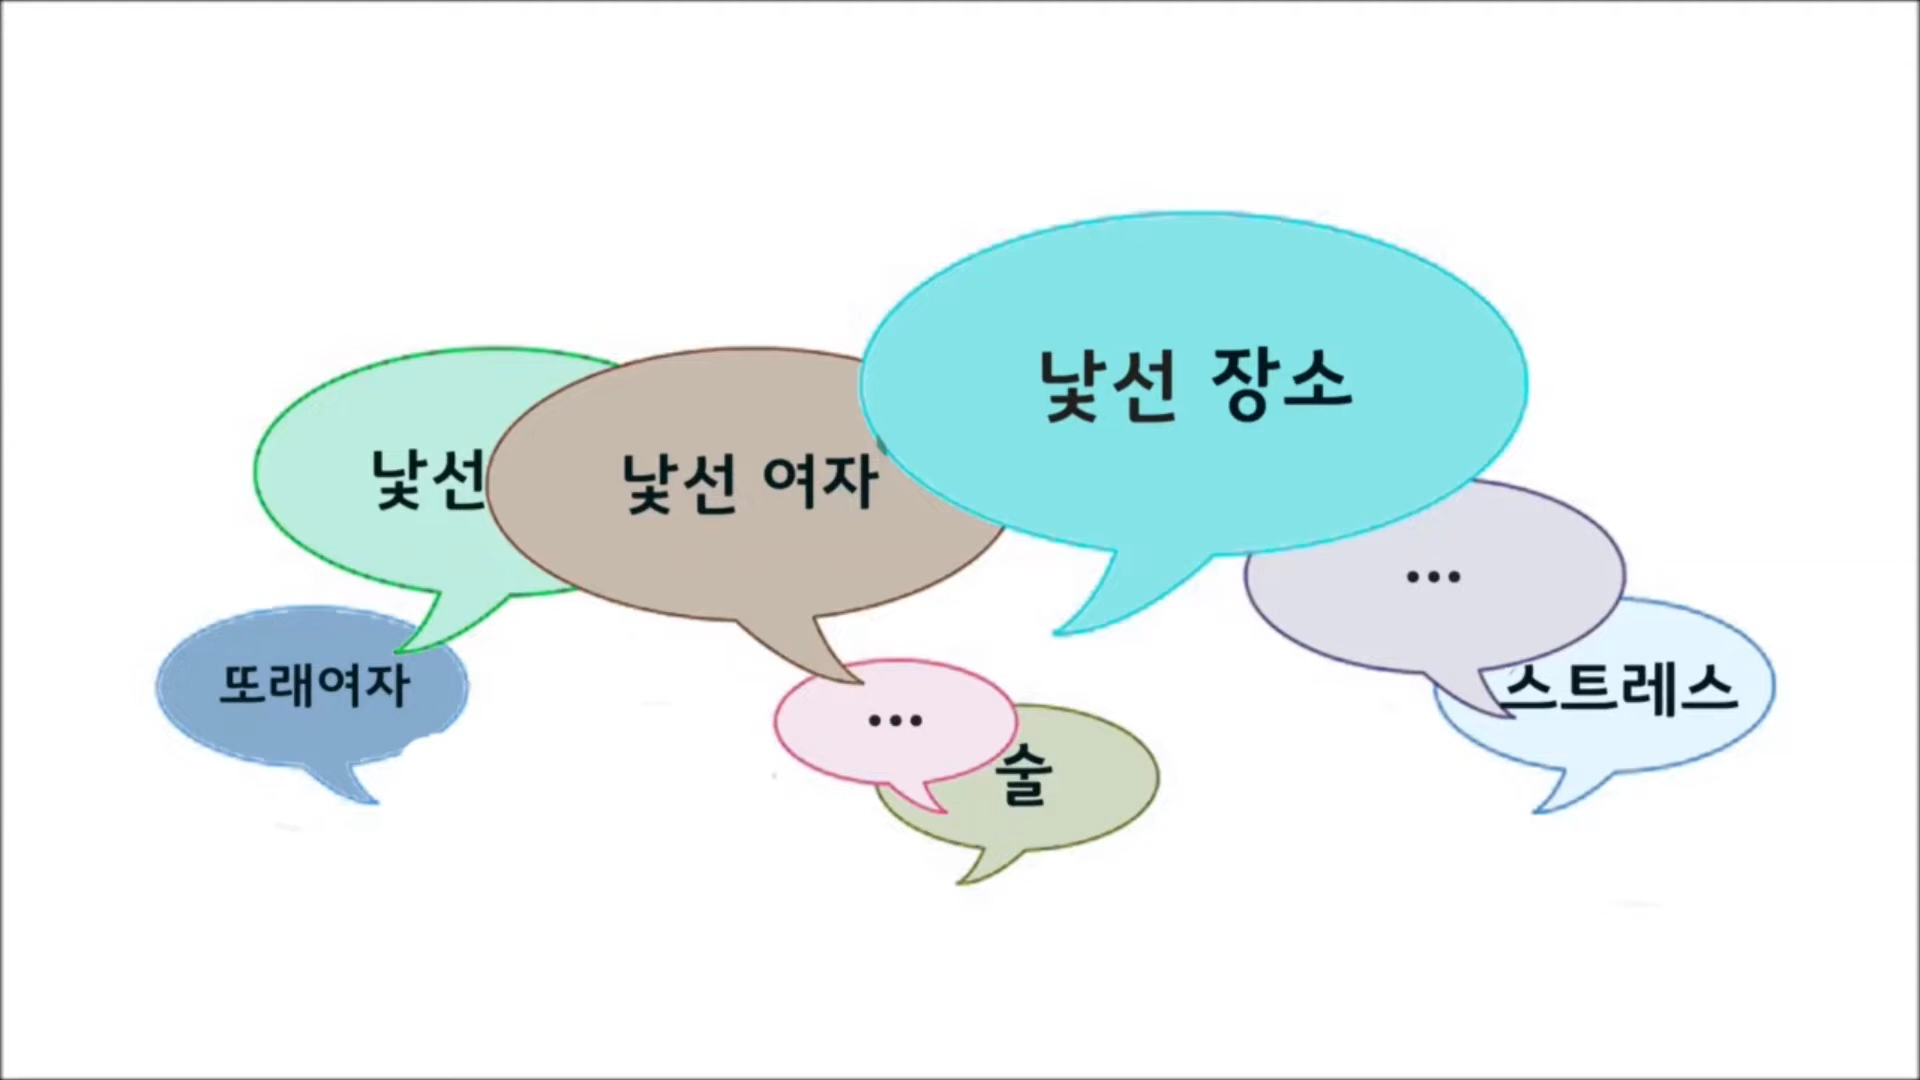 낯선 장소
낯선
낯선 여자
...
또래여자
스트레스
...
술